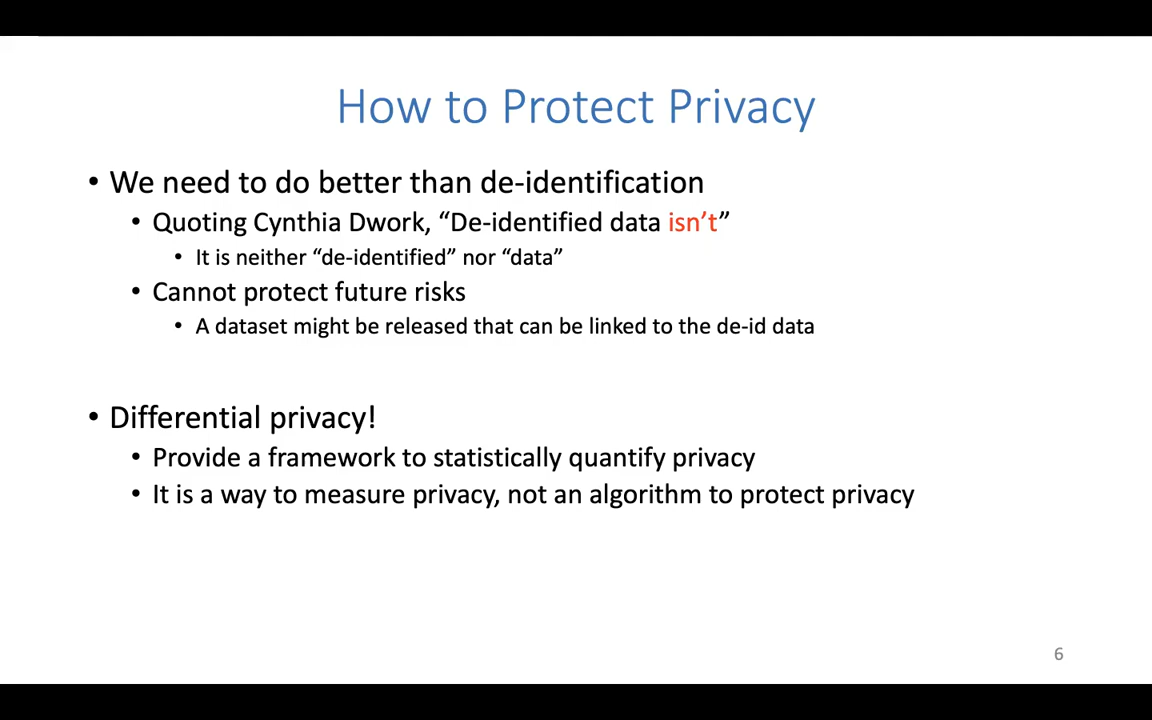 How to Protect Privacy
• We need to do better than de-identification
• Quoting Cynthia Dwork, “De-identified data isn’t”
• It is neither “de-identified” nor “data”
• Cannot protect future risks
• A dataset might be released that can be linked to the de-id data
• Differential privacy!
• Provide a framework to statistically quantify privacy
• It is a way to measure privacy, not an algorithm to protect privacy
6